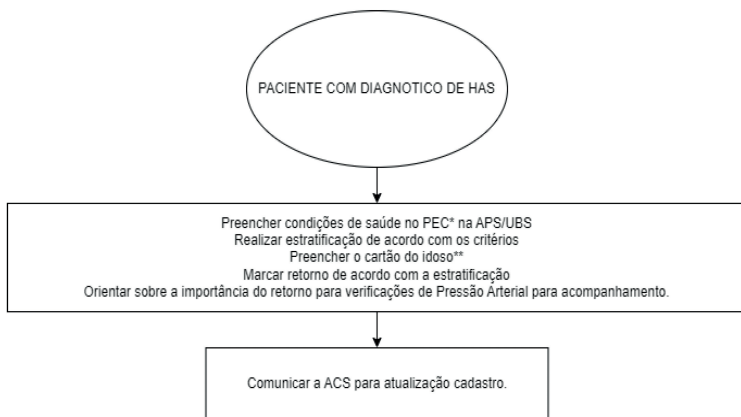 PACIENTE COM DIAGNOTICO DE HAS
Preencher condições de saúde no PEC* na APS/UBS
Realizar estratificação de acordo com os critérios
Preencher o cartão do idoso**
Marcar retorno de acordo com a estratificação
Orientar sobre a importância do retorno para verificações de Pressão Arterial para acompanhamento.
Comunicar a ACS para atualização cadastro.